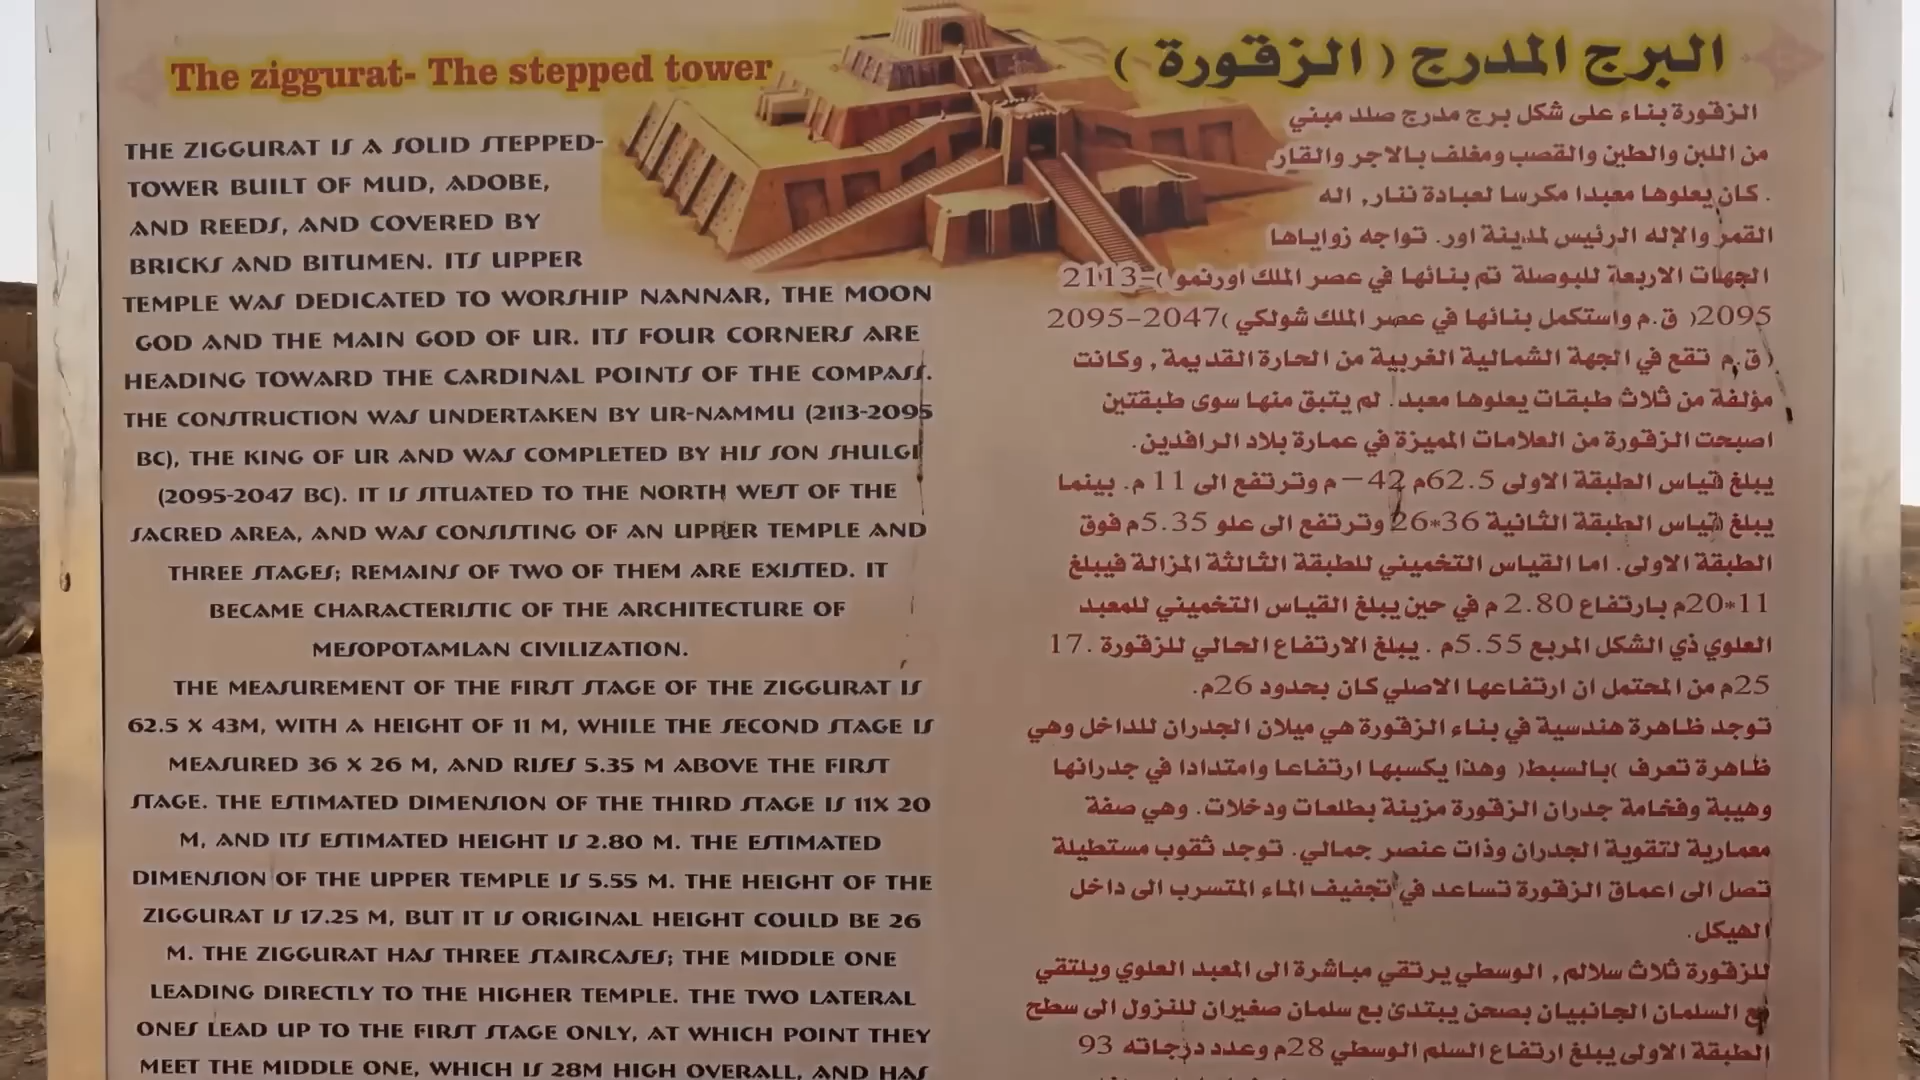 The ziggurat- The stepped tower
THE ZIGGURAT IS A SOLID STEPPED-
TOWER BUILT OF MUD, ADOBE,
AND REEDS, AND COVERED BY
BRICKS AND BITUMEN. ITS UPPER
TEMPLE WAS DEDICATED TO WORSHIP NANNAR, THE MOON
GOD AND THE MAIN GOD OF UR. ITS FOUR CORNERS ARE
HEADING TOWARD THE CARDINAL POINTS OF THE COMPASS.
THE CONSTRUCTION WAS UNDERTAKEN BY UR-NAMMU (2113-2095
BC), THE KING OF UR AND WAS COMPLETED BY HIS SON SHULGI
(2095-2047 BC). IT IS SITUATED TO THE NORTH WEST OF THE
SACRED AREA, AND WAS CONSISTING OF AN UPPER TEMPLE AND
THREE STAGES; REMAINS OF TWO OF THEM ARE EXISTED. IT
BECAME CHARACTERISTIC OF THE ARCHITECTURE OF
MESOPOTAMLAN CIVILIZATION.
THE MEASUREMENT OF THE FIRST STAGE OF THE ZIGGURAT IS
62.5 X 43M, WITH A HEIGHT OF 11 M, WHILE THE SECOND STAGE IS
MEASURED 36 X 26 M, AND RISES 5.35 M ABOVE THE FIRST
STAGE. THE ESTIMATED DIMENSION OF THE THIRD STAGE IS 11X 20
M, AND ITS ESTIMATED HEIGHT IS 2.80 M. THE ESTIMATED
DIMENSION OF THE UPPER TEMPLE IS 5.55 M. THE HEIGHT OF THE
ZIGGURAT IS 17.25 M, BUT IT IS ORIGINAL HEIGHT COULD BE 26
M. THE ZIGGURAT HAS THREE STAIRCASES; THE MIDDLE ONE
LEADING DIRECTLY TO THE HIGHER TEMPLE. THE TWO LATERAL
ONES LEAD UP TO THE FIRST STAGE ONLY, AT WHICH POINT THEY
MEET THE MIDDLE ONE, WHICH IS 28M HIGH OVERALL, AND HAS
البرج المدرج (الزقورة )
الزقورة بناء على شكل برج مدرج صلد مبني
من اللبن والطين والقصب ومغلف بالاجر والقار
. كان يعلوها معبدا مكرسا لعبادة ننار, اله
القمر والإله الرئيس لمدينة اور. تواجه زواياها
الجهات الاربعة للبوصلة تم بنائها في عصر الملك اورنمو )-2113
2095( ق.م واستكمل بنائها في عصر الملك شولكي )2047-2095
( ق.م تقع في الجهة الشمالية الغربية من الحارة القديمة , وكانت
مؤلفة من ثلاث طبقات يعلوها معبد. لم يتبق منها سوى طبقتين
اصبحت الزقورة من العلامات المميزة في عمارة بلاد الرافدين.
يبلغ قياس الطبقة الاولى 62.5م 42– م وترتفع الى 11 م. بينما
يبلغ قياس الطبقة الثانية 36*26 وترتفع الى علو 5.35م فوق
الطبقة الاولى. اما القياس التخميني للطبقة الثالثة المزالة فيبلغ
11*20م بارتفاع 2.80 م في حين يبلغ القياس التخميني للمعبد
العلوي ذي الشكل المربع 5.55م . يبلغ الارتفاع الحالي للزقورة .17
25م من المحتمل ان ارتفاعها الاصلي كان بحدود 26م.
توجد ظاهرة هندسية في بناء الزقورة هي ميلان الجدران للداخل وهي
ظاهرة تعرف )بالسبط( وهذا يكسبها ارتفاعا وامتدادا في جدرانها
وهيبة وفخامة جدران الزقورة مزينة بطلعات ودخلات. وهي صفة
معمارية لتقوية الجدران وذات عنصر جمالي. توجد ثقوب مستطيلة
تصل الى اعماق الزقورة تساعد في تجفيف الماء المتسرب الى داخل
الهيكل.
للزقورة ثلاث سلالم , الوسطي يرتقي مباشرة الى المعبد العلوي ويلتقي
مع السلمان الجانبيان بصحن يبتدئ بع سلمان صغيران للنزول الى سطح
الطبقة الاولى يبلغ ارتفاع السلم الوسطي 28م وعدد درجاته 93